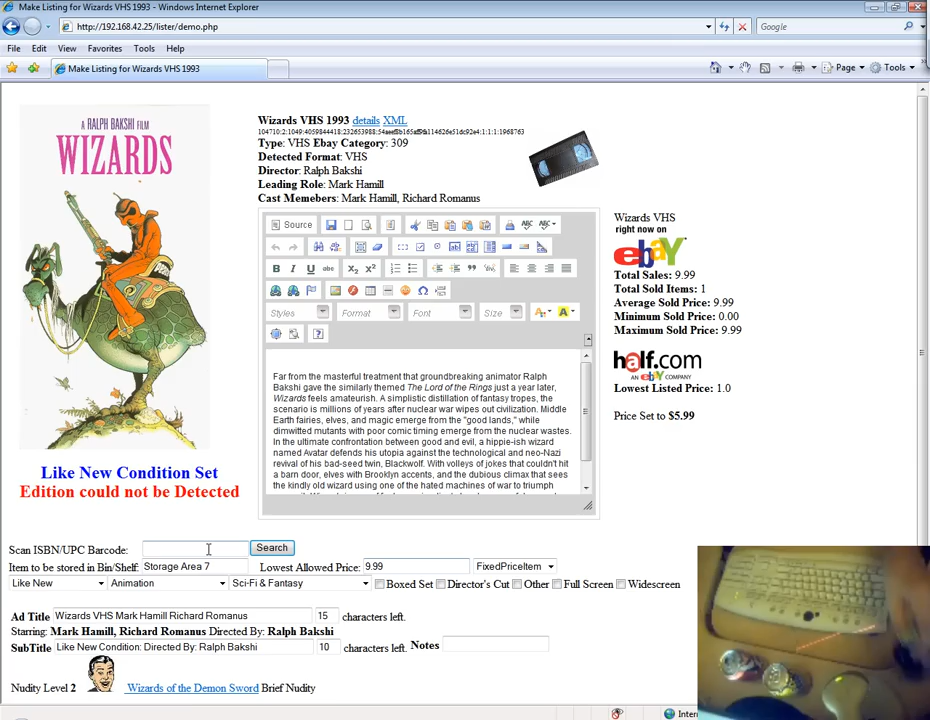 Make Listing for Wizards VHS 1993 - Windows Internet Explorer
http://192.168.42.25/lister/demo.php
Google
File Edit View Favorites Tools Help
Make Listing for Wizards VHS 1993
Page Tools
A RALPH BAKSHI FILM
WIZARDS
Wizards VHS 1993 details XML
Type: VHS Ebay Category: 309
Detected Format: VHS
Director: Ralph Bakshi
Leading Role: Mark Hamill
Cast Memebers: Mark Hamill, Richard Romanus
Source
Styles Format Font Size
Far from the masterful treatment that groundbreaking animator Ralph
Bakshi gave the similarly themed The Lord of the Rings just a year later,
Wizards feels amateurish. A simplistic distillation of fantasy tropes, the
scenario is millions of years after nuclear war wipes out civilization. Middle
Earth fairies, elves, and magic emerge from the "good lands," while
dimwitted mutants with poor comic timing emerge from the nuclear wastes.
In the ultimate confrontation between good and evil, a hippie-ish wizard
named Avatar defends his utopia against the technological and neo-Nazi
revival of his bad-seed twin, Blackwolf. With volleys of jokes that couldn't hit
a barn door, elves with Brooklyn accents, and the dubious climax that sees
the kindly old wizard using one of the hated machines of war to triumph
Wizards VHS
right now on
ebaY
Total Sales: 9.99
Total Sold Items: 1
Average Sold Price: 9.99
Minimum Sold Price: 0.00
Maximum Sold Price: 9.99
half.com
AN ebaY COMPANY
Lowest Listed Price: 1.0
Price Set to $5.99
Like New Condition Set
Edition could not be Detected
Scan ISBN/UPC Barcode: Search
Item to be stored in Bin/Shelf: Storage Area 7 Lowest Allowed Price: 9.99 FixedPriceItem
Like New Animation Sci-Fi & Fantasy Boxed Set Director's Cut Other Full Screen Widescreen
Ad Title Wizards VHS Mark Hamill Richard Romanus 15 characters left.
Starring: Mark Hamill, Richard Romanus Directed By: Ralph Bakshi
SubTitle Like New Condition: Directed By: Ralph Bakshi 10 characters left. Notes
Nudity Level 2 Wizards of the Demon Sword Brief Nudity